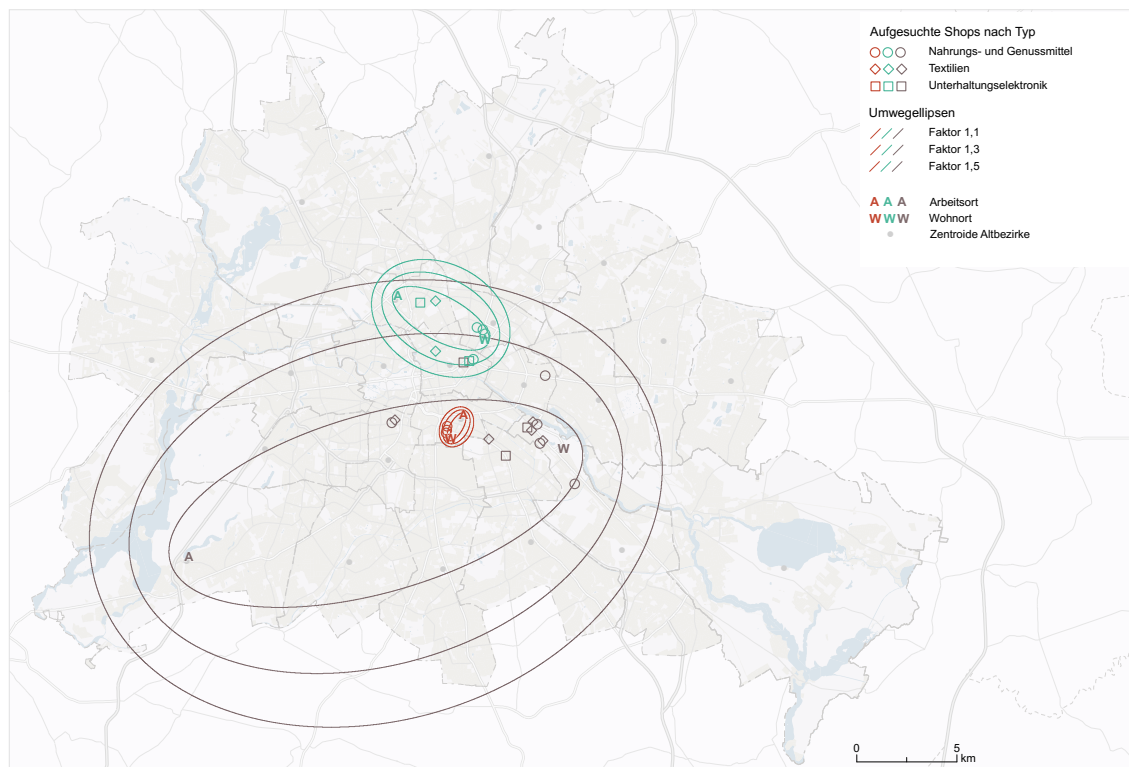 Aufgesuchte Shops nach Typ
Nahrungs- und Genussmittel
Textilien
Unterhaltungselektronik
Umwegellipsen
Faktor 1,1
Faktor 1,3
Faktor 1,5
A A A Arbeitsort
W W W Wohnort
Zentroide Altbezirke
A
W
A
W
W
A
0 5
km